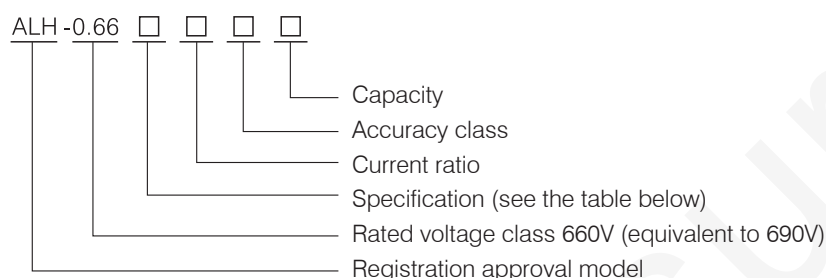 ALH-0.66 □ □ □ □
Capacity
Accuracy class
Current ratio
Specification (see the table below)
Rated voltage class 660V (equivalent to 690V)
Registration approval model